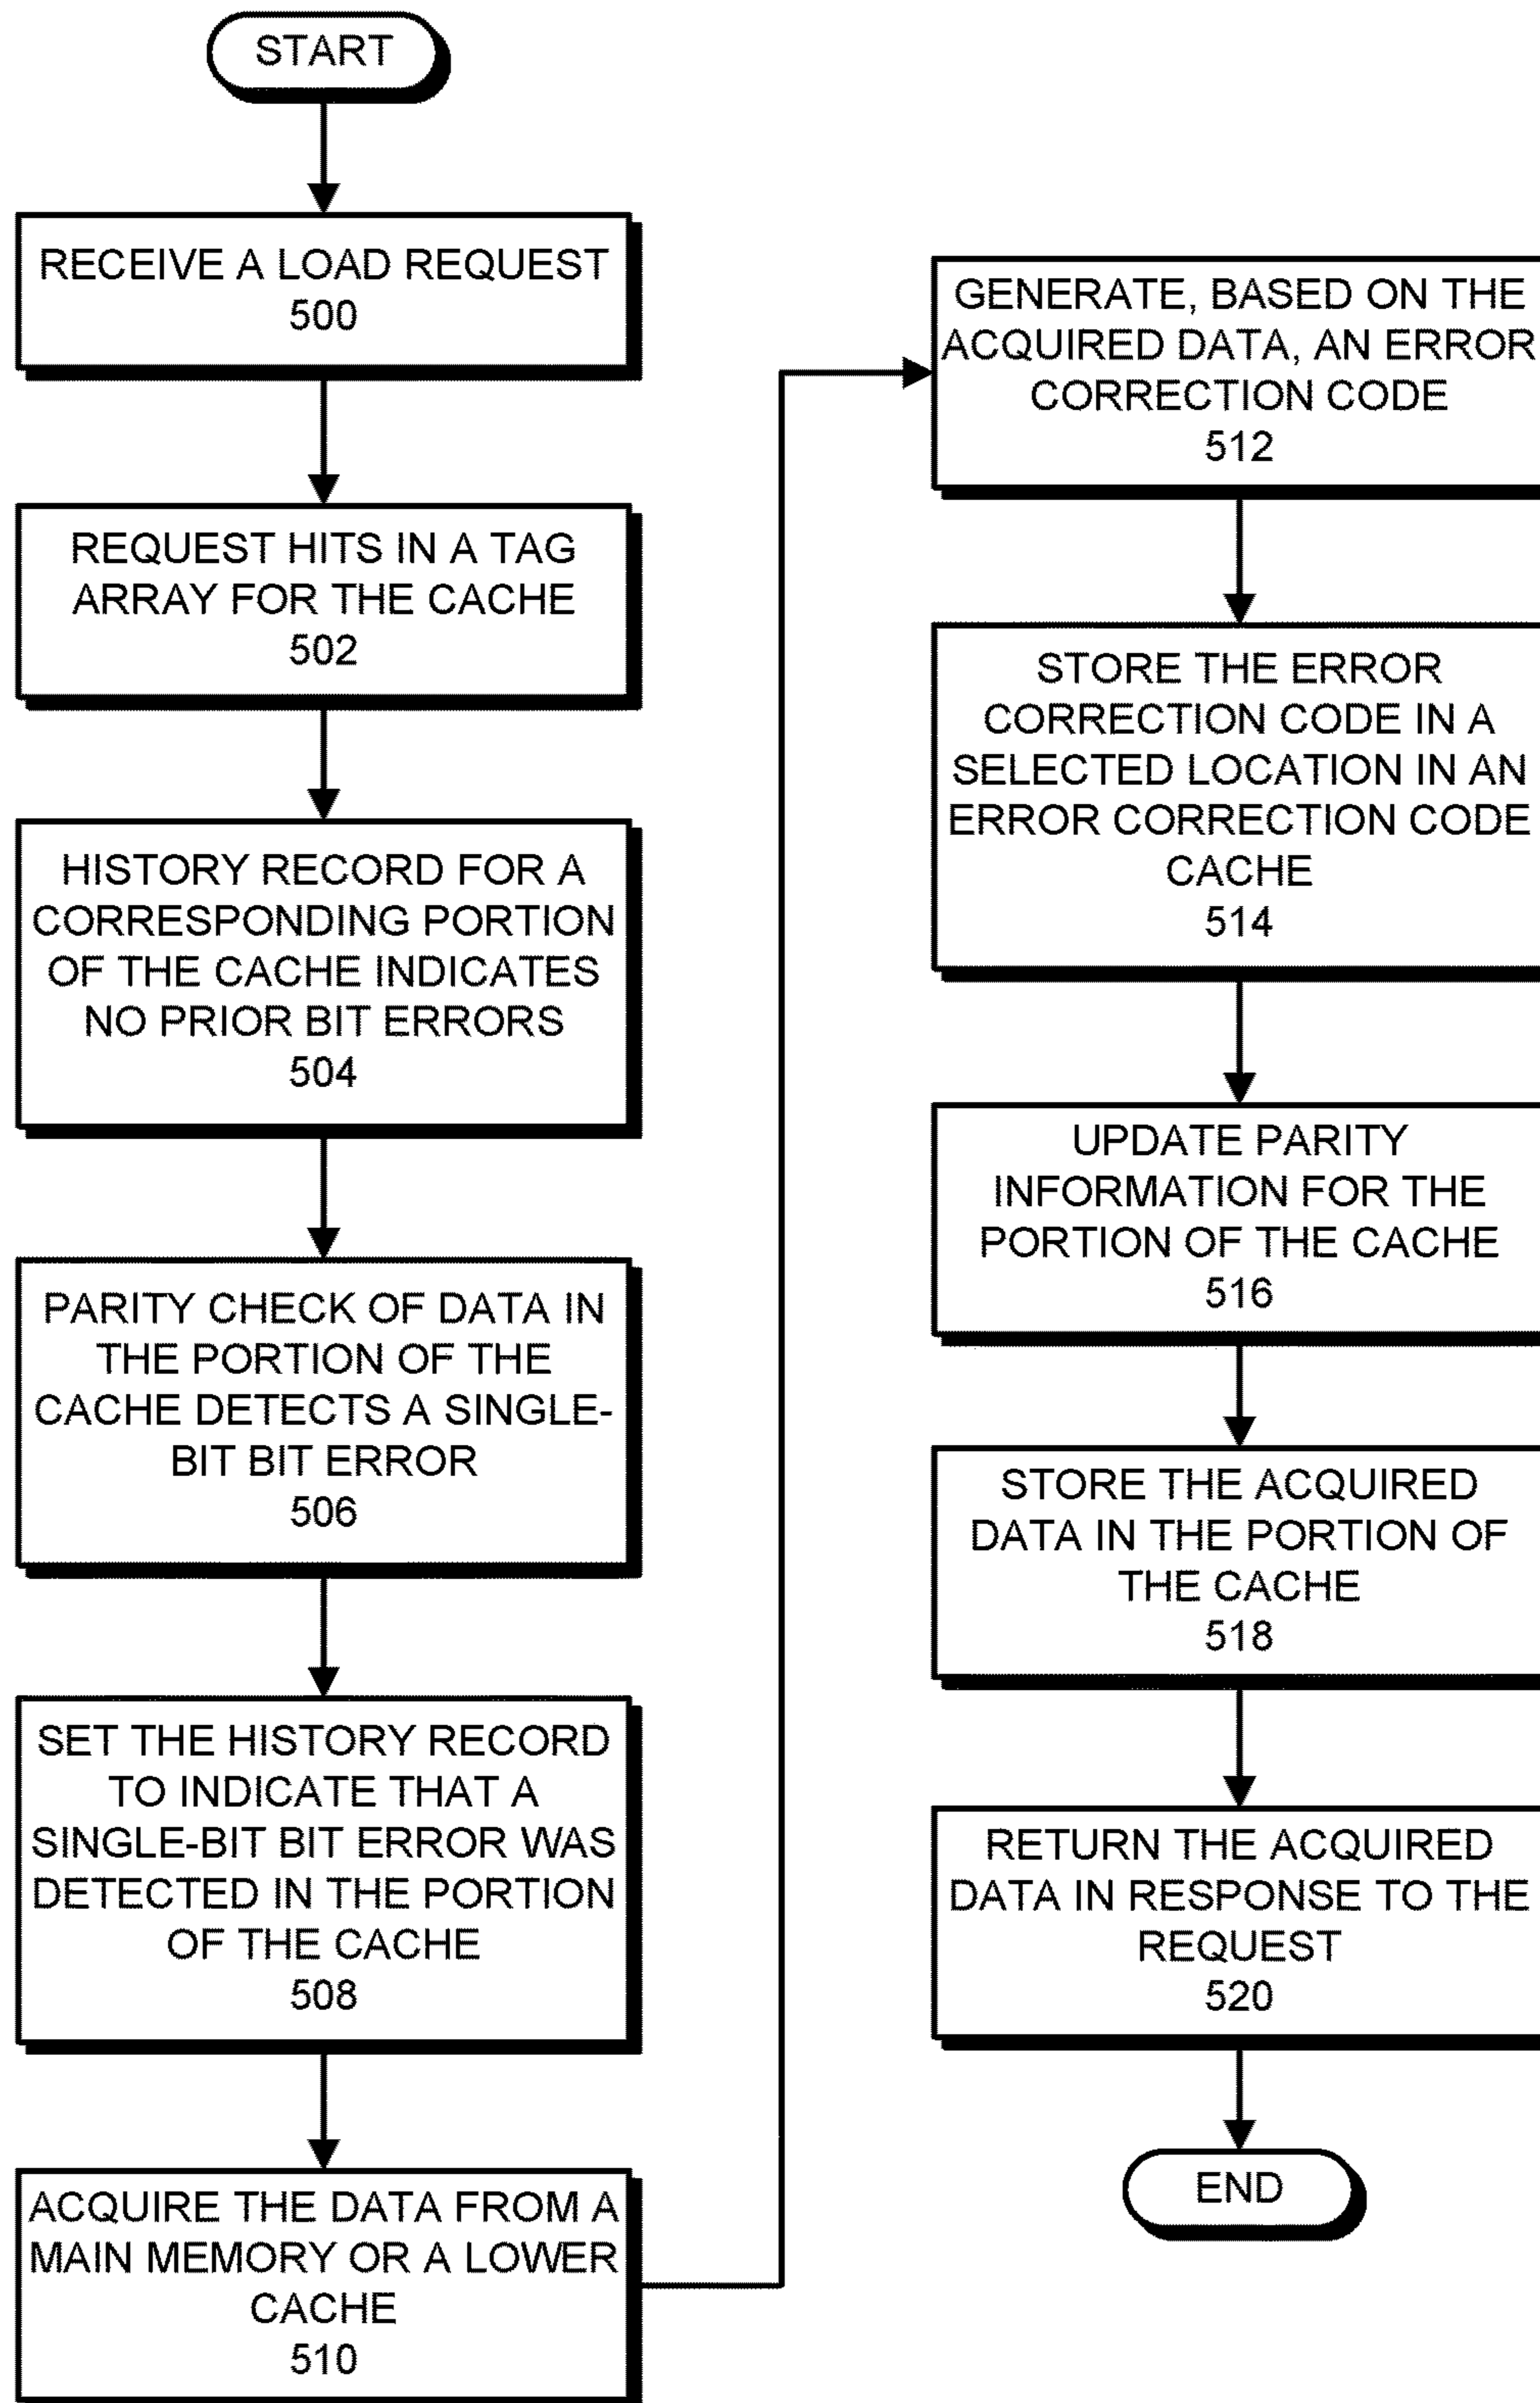 START
RECEIVE A LOAD REQUEST
500
REQUEST HITS IN A TAG
ARRAY FOR THE CACHE
502
HISTORY RECORD FOR A
CORRESPONDING PORTION
OF THE CACHE INDICATES
NO PRIOR BIT ERRORS
504
PARITY CHECK OF DATA IN
THE PORTION OF THE
CACHE DETECTS A SINGLE-
BIT BIT ERROR
506
SET THE HISTORY RECORD
TO INDICATE THAT A
SINGLE-BIT BIT ERROR WAS
DETECTED IN THE PORTION
OF THE CACHE
508
ACQUIRE THE DATA FROM A
MAIN MEMORY OR A LOWER
CACHE
510
GENERATE, BASED ON THE
ACQUIRED DATA, AN ERROR
CORRECTION CODE
512
STORE THE ERROR
CORRECTION CODE IN A
SELECTED LOCATION IN AN
ERROR CORRECTION CODE
CACHE
514
UPDATE PARITY
INFORMATION FOR THE
PORTION OF THE CACHE
516
STORE THE ACQUIRED
DATA IN THE PORTION OF
THE CACHE
518
RETURN THE ACQUIRED
DATA IN RESPONSE TO THE
REQUEST
520
END